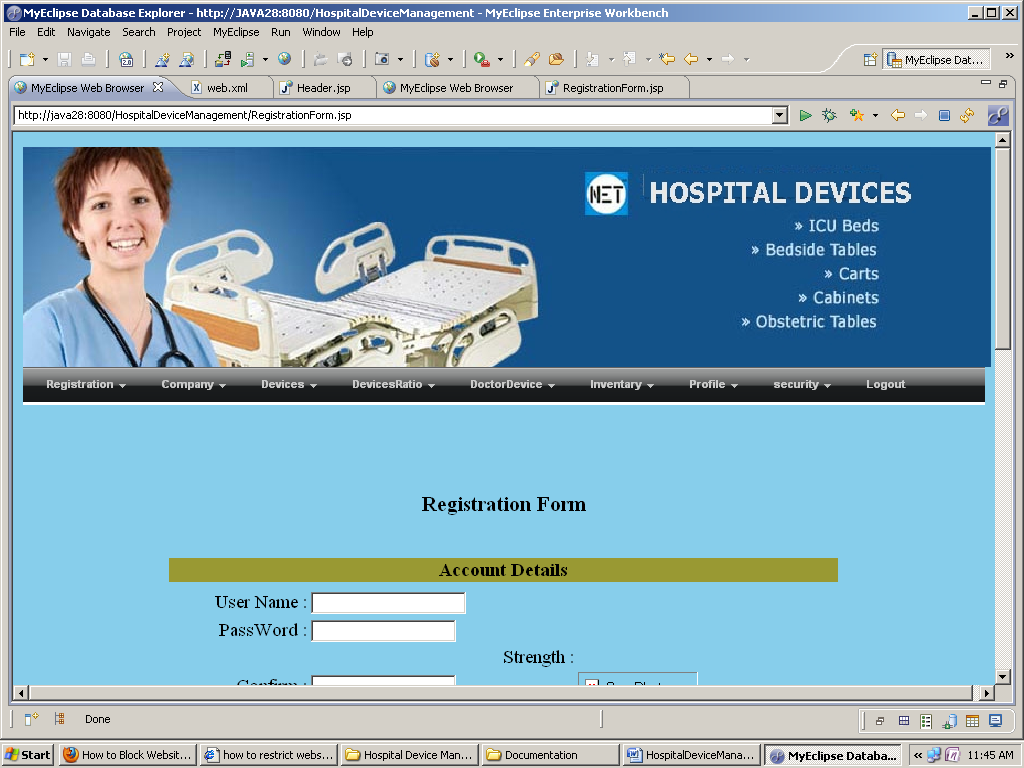 MyEclipse Database Explorer - http://JAVA28:8080/HospitalDeviceManagement - MyEclipse Enterprise Workbench
File Edit Navigate Search Project MyEclipse Run Window Help
2.0
MyEclipse Dat...
»
MyEclipse Web Browser web.xml Header.jsp MyEclipse Web Browser RegistrationForm.jsp
http://java28:8080/HospitalDeviceManagement/RegistrationForm.jsp
NET HOSPITAL DEVICES
» ICU Beds
» Bedside Tables
» Carts
» Cabinets
» Obstetric Tables
Registration Company Devices DevicesRatio DoctorDevice Inventory Profile security Logout
Registration Form
Account Details
User Name :
PassWord :
Strength :
Confirm :
Done
Start How to Block Websit... how to restrict webs... Hospital Device Man... Documentation HospitalDeviceMana... MyEclipse Databa... « 11:45 AM